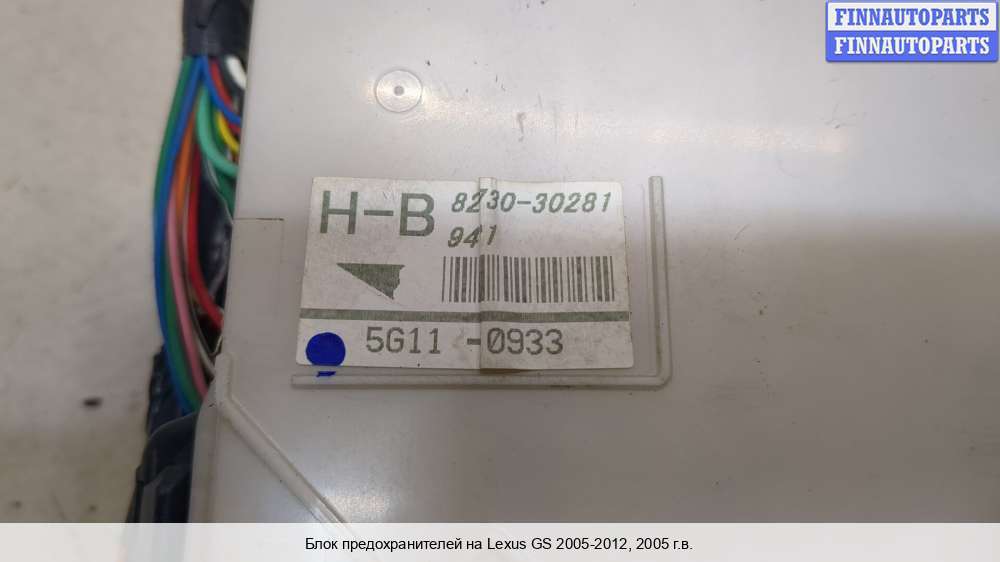 FINNAUTOPARTS
FINNAUTOPARTS
H-B 8230-30281
941
5G11 -0933
Блок предохранителей на Lexus GS 2005-2012, 2005 г.в.